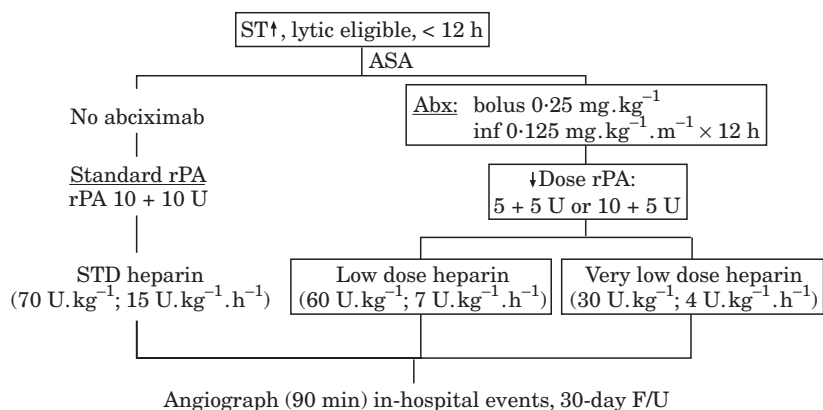 ST↑, lytic eligible, < 12 h
ASA
No abciximab
Abx: bolus 0·25 mg.kg⁻¹
inf 0·125 mg.kg⁻¹.m⁻¹ × 12 h
Standard rPA
rPA 10 + 10 U
↓Dose rPA:
5 + 5 U or 10 + 5 U
STD heparin
(70 U.kg⁻¹; 15 U.kg⁻¹.h⁻¹)
Low dose heparin
(60 U.kg⁻¹; 7 U.kg⁻¹.h⁻¹)
Very low dose heparin
(30 U.kg⁻¹; 4 U.kg⁻¹.h⁻¹)
Angiograph (90 min) in-hospital events, 30-day F/U